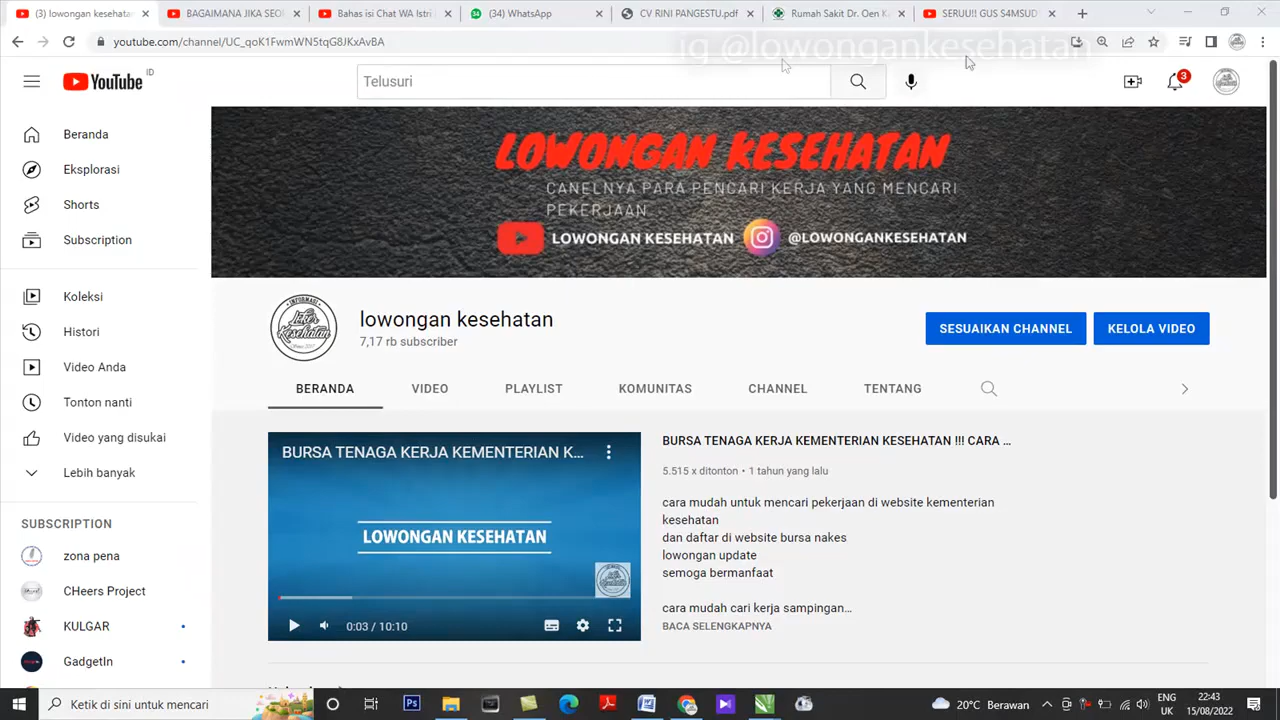 (3) lowongan kesehatan
BAGAIMANA JIKA SEOR
Bahas isi Chat WA Istri
(34) WhatsApp
CV RINI PANGESTU.pdf
Rumah Sakit Dr. Oen K
SERUU!! GUS S4MSUD
youtube.com/channel/UC_qoK1FwmWN5tqG8JKxAvBA
ig @lowongankesehatan
YouTube ID
Telusuri
3
Beranda
Eksplorasi
Shorts
Subscription
Koleksi
Histori
Video Anda
Tonton nanti
Video yang disukai
Lebih banyak
SUBSCRIPTION
zona pena
CHeers Project
KULGAR
GadgetIn
LOWONGAN KESEHATAN
CANELNYA PARA PENCARI KERJA YANG MENCARI
PEKERJAAN
LOWONGAN KESEHATAN @LOWONGANKESEHATAN
INFORMASI
Loker
Kesehatan
lowongan kesehatan
7,17 rb subscriber
SESUAIKAN CHANNEL
KELOLA VIDEO
BERANDA
VIDEO
PLAYLIST
KOMUNITAS
CHANNEL
TENTANG
BURSA TENAGA KERJA KEMENTERIAN K...
LOWONGAN KESEHATAN
0:03 / 10:10
BURSA TENAGA KERJA KEMENTERIAN KESEHATAN !!! CARA ...
5.515 x ditonton • 1 tahun yang lalu
cara mudah untuk mencari pekerjaan di website kementerian
kesehatan
dan daftar di website bursa nakes
lowongan update
semoga bermanfaat
cara mudah cari kerja sampingan...
BACA SELENGKAPNYA
Ketik di sini untuk mencari
Ps
20°C Berawan
ENG
UK
22:43
15/08/2022